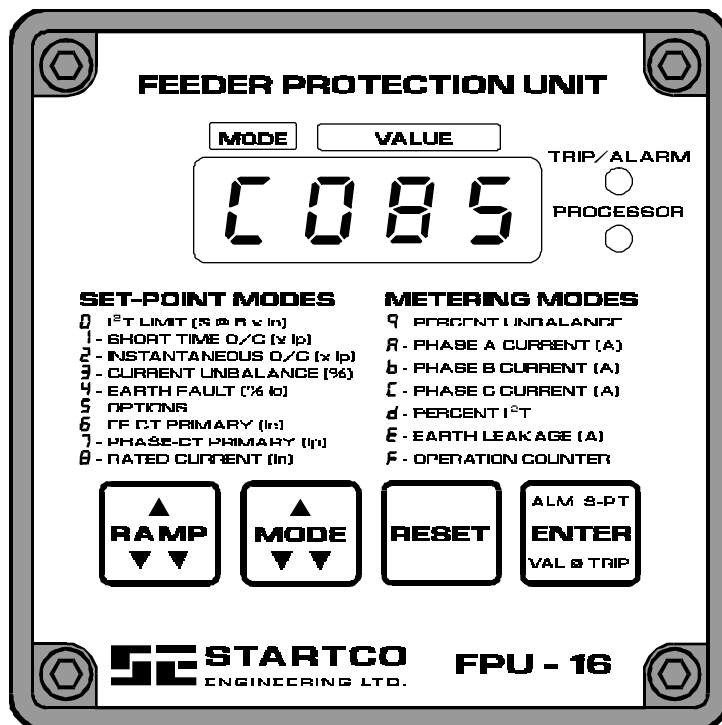 FEEDER PROTECTION UNIT
MODE VALUE
TRIP/ALARM
C 085
PROCESSOR
SET-POINT MODES
0 I²T LIMIT (S @ 6 x In)
1 - SHORT TIME O/C (x Ip)
2 - INSTANTANEOUS O/C (x Ip)
3 - CURRENT UNBALANCE (%)
4 - EARTH FAULT (% Io)
5 OPTIONS
6 CT PRIMARY (In)
7 - PHASE-CT PRIMARY (Ip)
8 - RATED CURRENT (In)
METERING MODES
9 PERCENT UNBALANCE
A - PHASE A CURRENT (A)
b - PHASE B CURRENT (A)
C - PHASE C CURRENT (A)
d - PERCENT I²T
E - EARTH LEAKAGE (A)
F - OPERATION COUNTER
RAMP
MODE
RESET
ALM S-PT
ENTER
VAL @ TRIP
STARTCO
ENGINEERING LTD.
FPU - 16